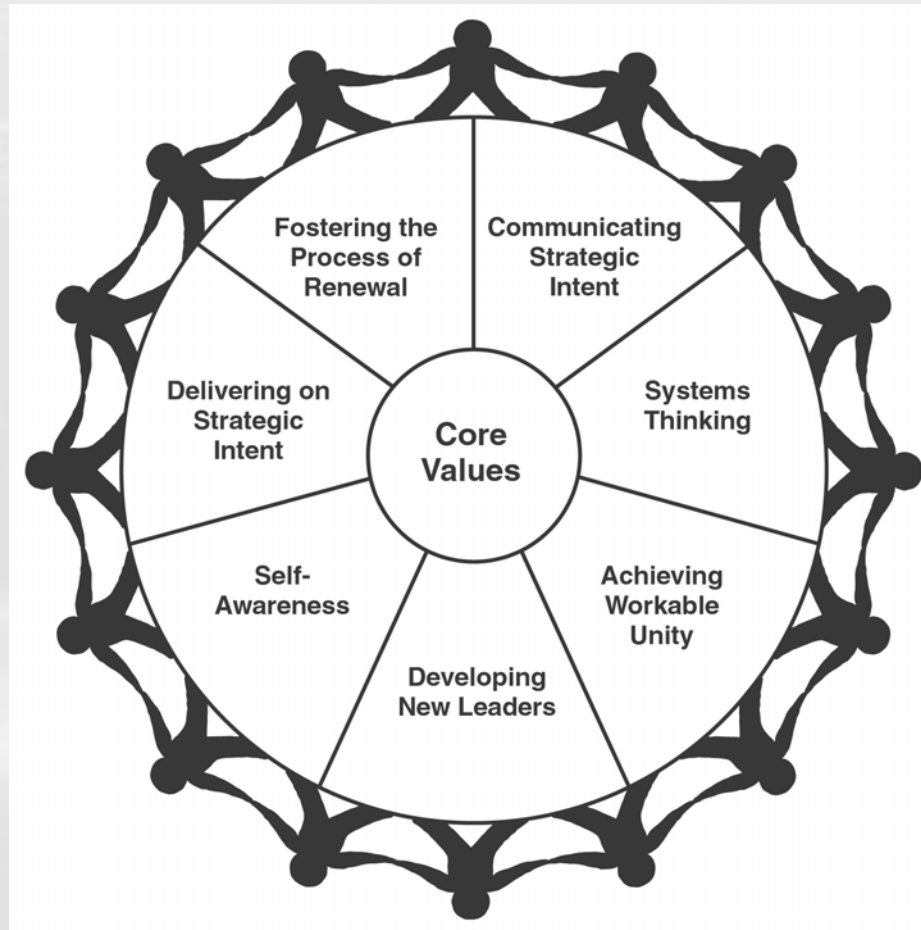 Fostering the
Process of
Renewal
Communicating
Strategic
Intent
Delivering on
Strategic
Intent
Systems
Thinking
Core
Values
Self-
Awareness
Achieving
Workable
Unity
Developing
New Leaders